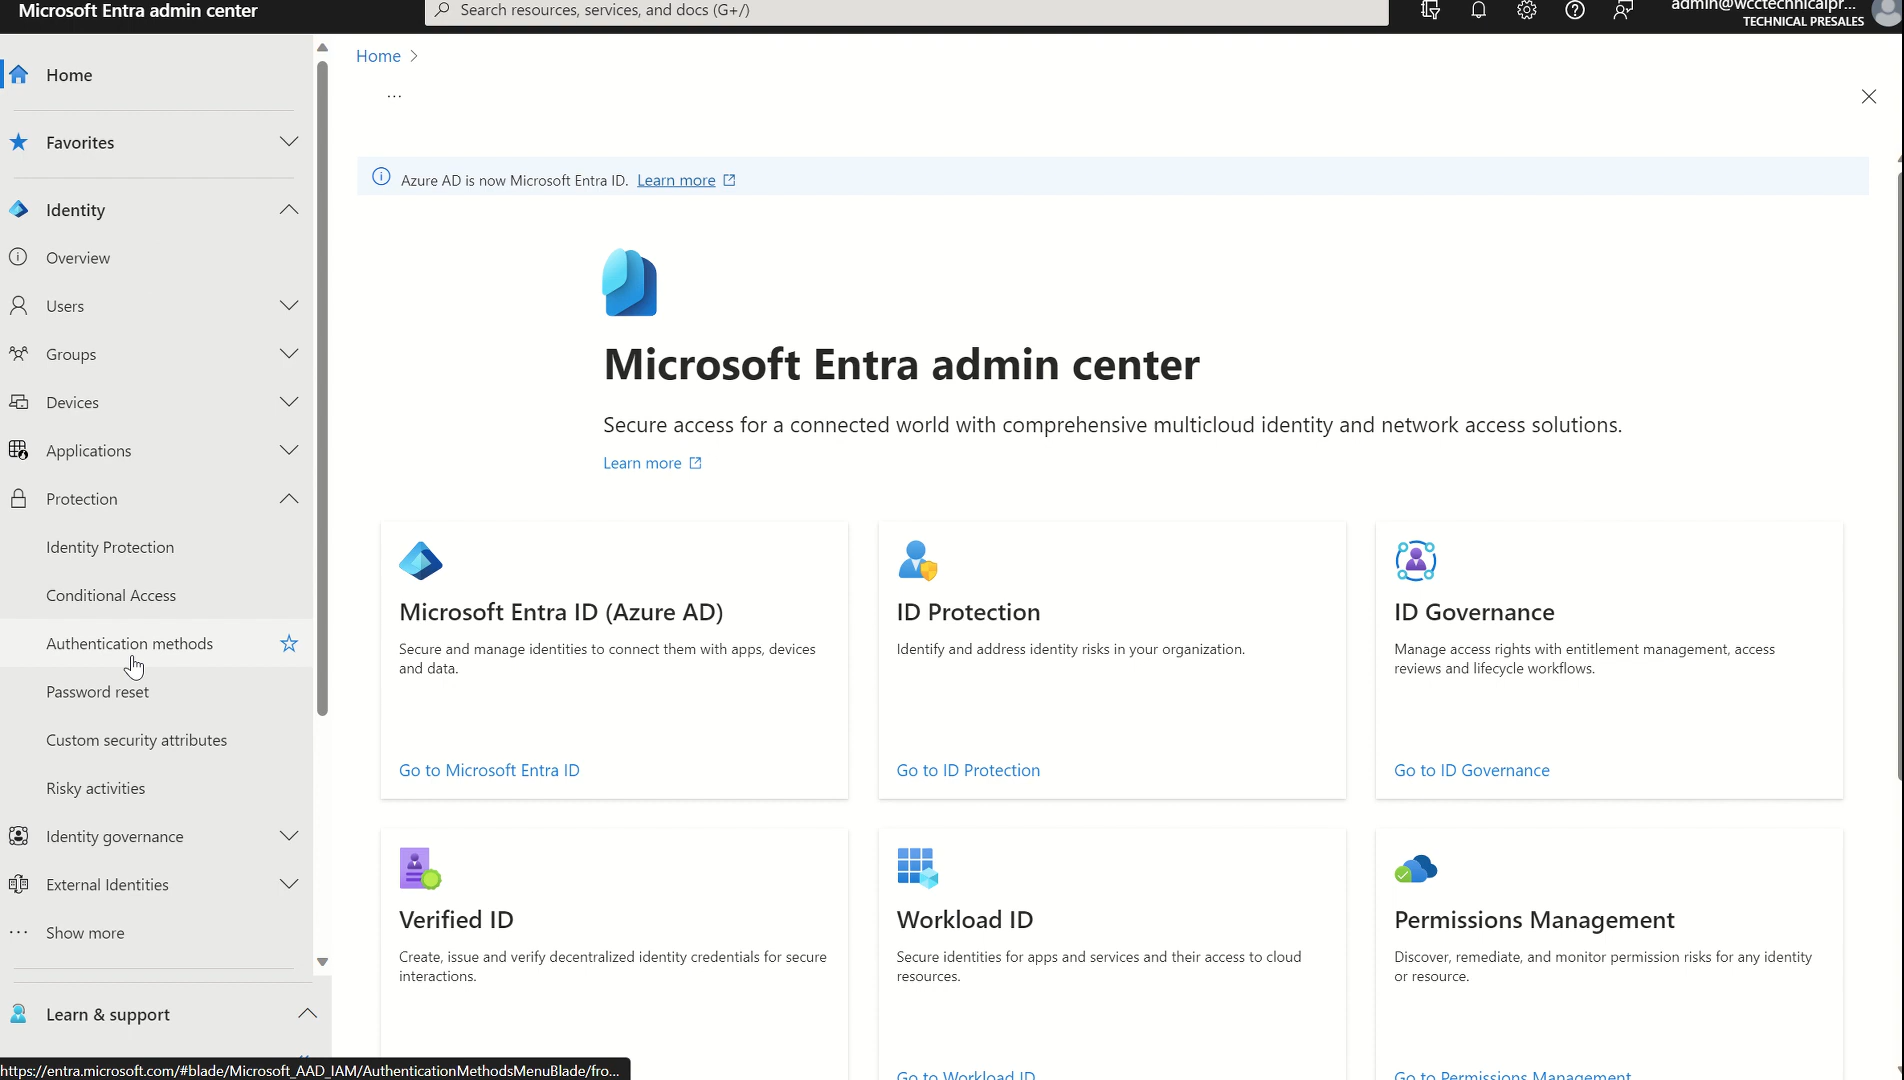 Microsoft Entra admin center
Search resources, services, and docs (G+/)
admin@wcctechnicalpr...
TECHNICAL PRESALES
Home
Favorites
Identity
Overview
Users
Groups
Devices
Applications
Protection
Identity Protection
Conditional Access
Authentication methods
Password reset
Custom security attributes
Risky activities
Identity governance
External Identities
Show more
Learn & support
https://entra.microsoft.com/#blade/Microsoft_AAD_IAM/AuthenticationMethodsMenuBlade/fro...
Home >
...
Azure AD is now Microsoft Entra ID. Learn more
Microsoft Entra admin center
Secure access for a connected world with comprehensive multicloud identity and network access solutions.
Learn more
Microsoft Entra ID (Azure AD)
Secure and manage identities to connect them with apps, devices
and data.
Go to Microsoft Entra ID
ID Protection
Identify and address identity risks in your organization.
Go to ID Protection
ID Governance
Manage access rights with entitlement management, access
reviews and lifecycle workflows.
Go to ID Governance
Verified ID
Create, issue and verify decentralized identity credentials for secure
interactions.
Workload ID
Secure identities for apps and services and their access to cloud
resources.
Go to Workload ID
Permissions Management
Discover, remediate, and monitor permission risks for any identity
or resource.
Go to Permissions Management